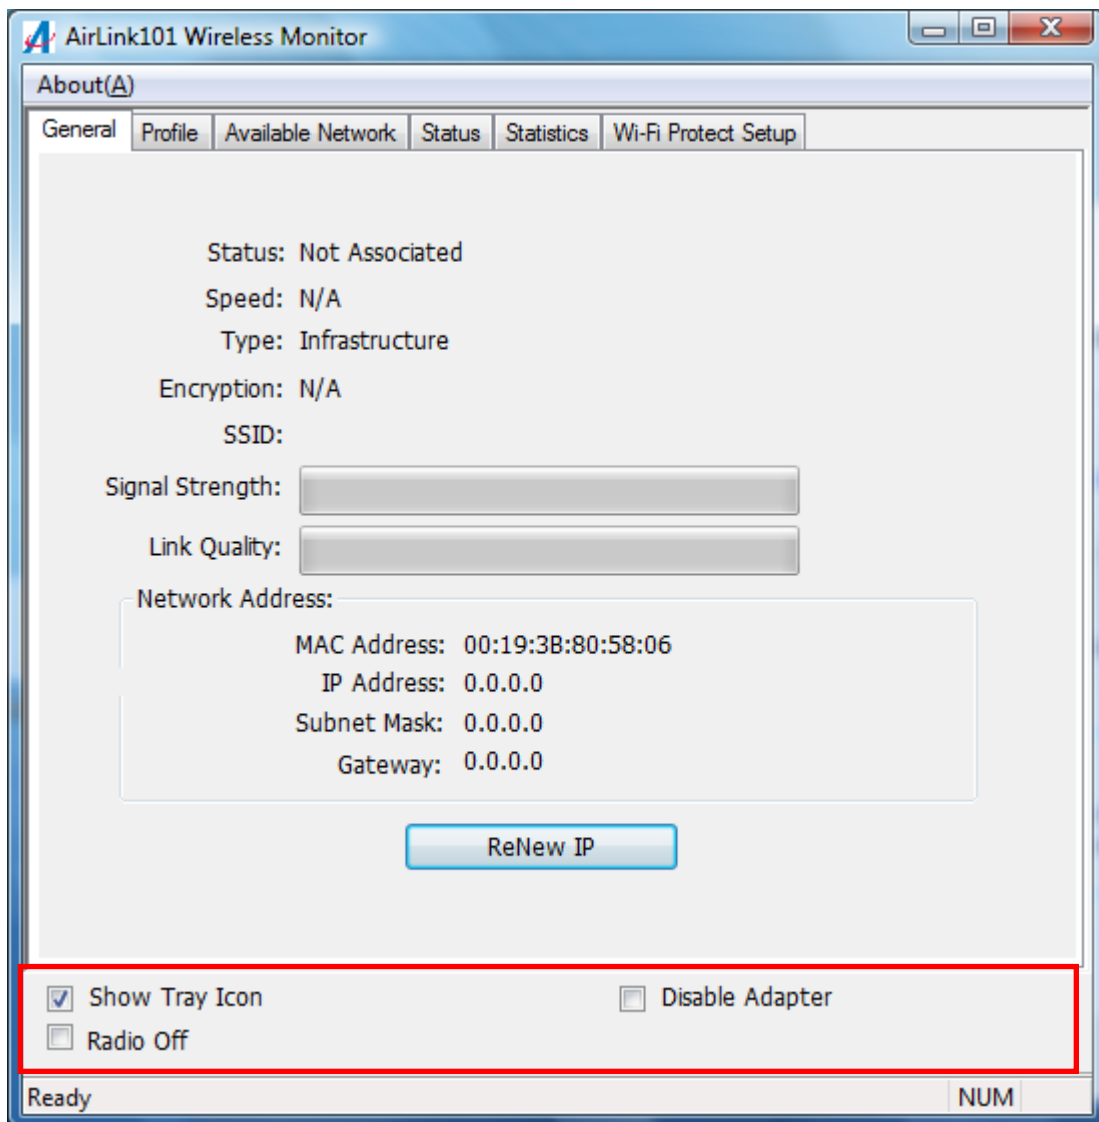 AirLink101 Wireless Monitor
About(A)
General Profile Available Network Status Statistics Wi-Fi Protect Setup
Status: Not Associated
Speed: N/A
Type: Infrastructure
Encryption: N/A
SSID:
Signal Strength:
Link Quality:
Network Address:
MAC Address: 00:19:3B:80:58:06
IP Address: 0.0.0.0
Subnet Mask: 0.0.0.0
Gateway: 0.0.0.0
ReNew IP
Show Tray Icon Disable Adapter
Radio Off
Ready NUM